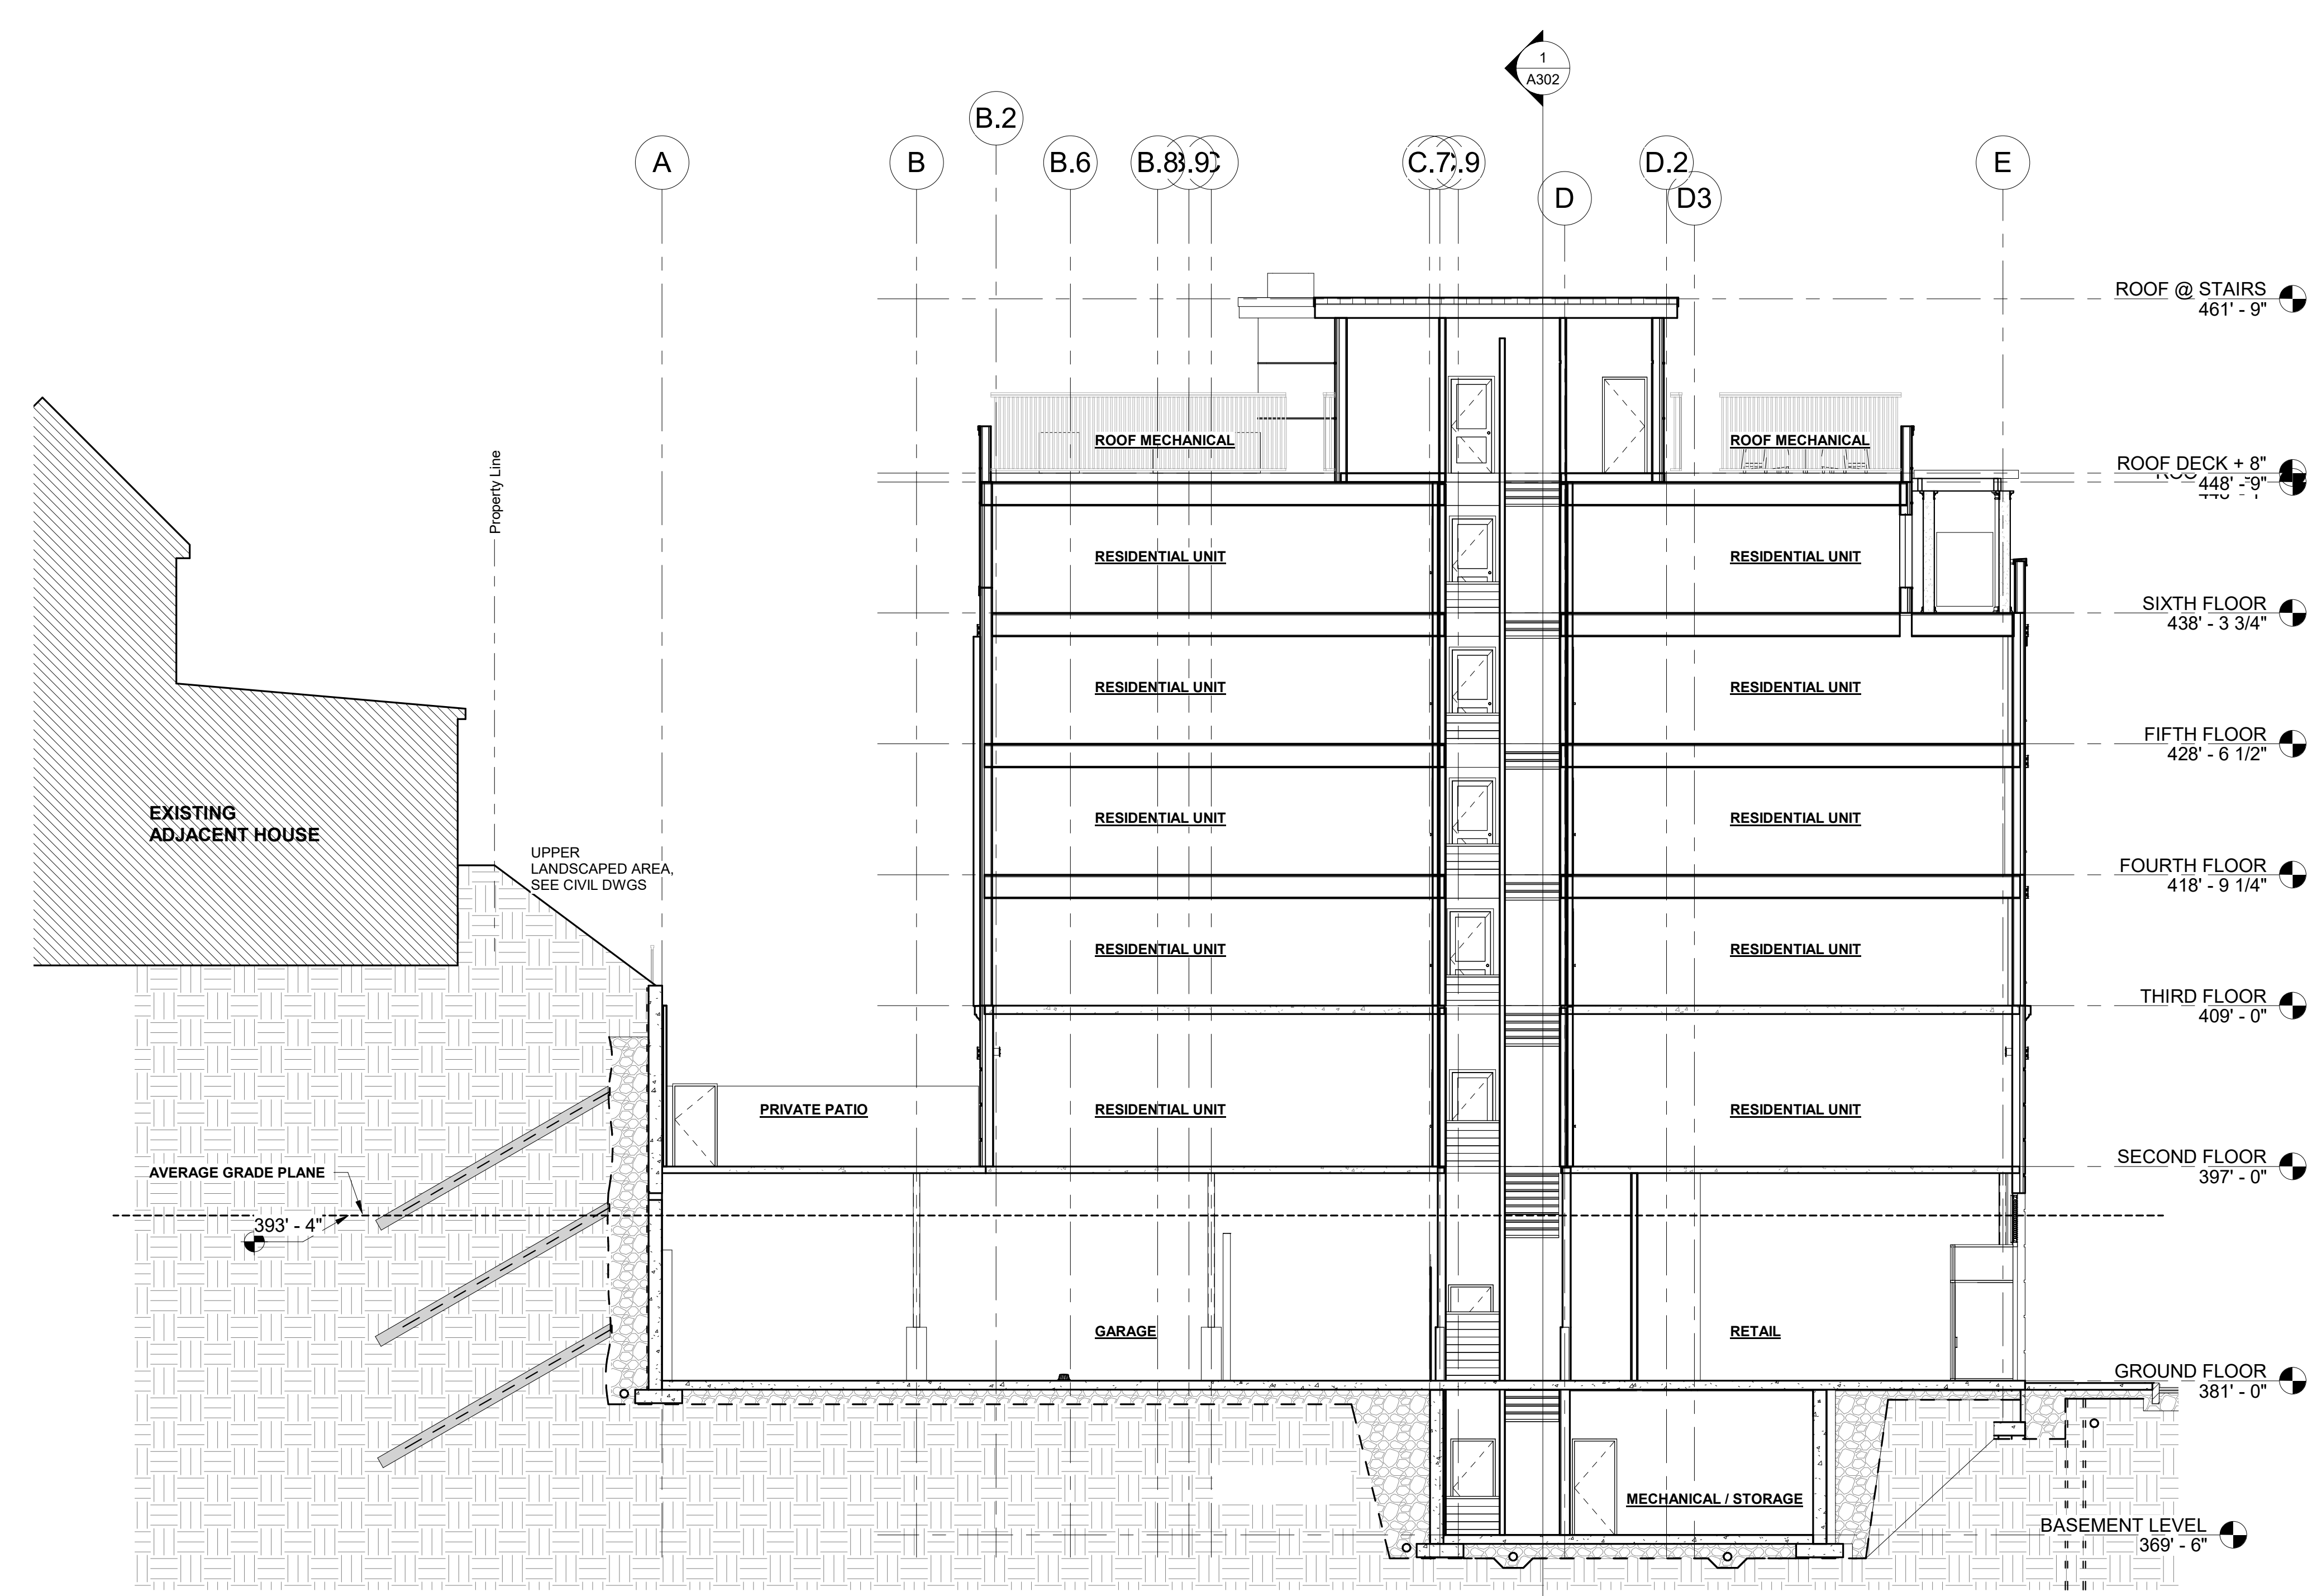 1
A302
B.2
A
B
B.6
B.8
C.7
D
D.2
D3
E
ROOF @ STAIRS
461' - 9"
ROOF MECHANICAL
ROOF MECHANICAL
ROOF DECK + 8"
448' - 9"
Property Line
RESIDENTIAL UNIT
RESIDENTIAL UNIT
SIXTH FLOOR
438' - 3 3/4"
RESIDENTIAL UNIT
RESIDENTIAL UNIT
FIFTH FLOOR
428' - 6 1/2"
EXISTING
ADJACENT HOUSE
RESIDENTIAL UNIT
RESIDENTIAL UNIT
UPPER
LANDSCAPED AREA,
SEE CIVIL DWGS
FOURTH FLOOR
418' - 9 1/4"
RESIDENTIAL UNIT
RESIDENTIAL UNIT
THIRD FLOOR
409' - 0"
PRIVATE PATIO
RESIDENTIAL UNIT
RESIDENTIAL UNIT
SECOND FLOOR
397' - 0"
AVERAGE GRADE PLANE
393' - 4"
GARAGE
RETAIL
GROUND FLOOR
381' - 0"
MECHANICAL / STORAGE
BASEMENT LEVEL
369' - 6"